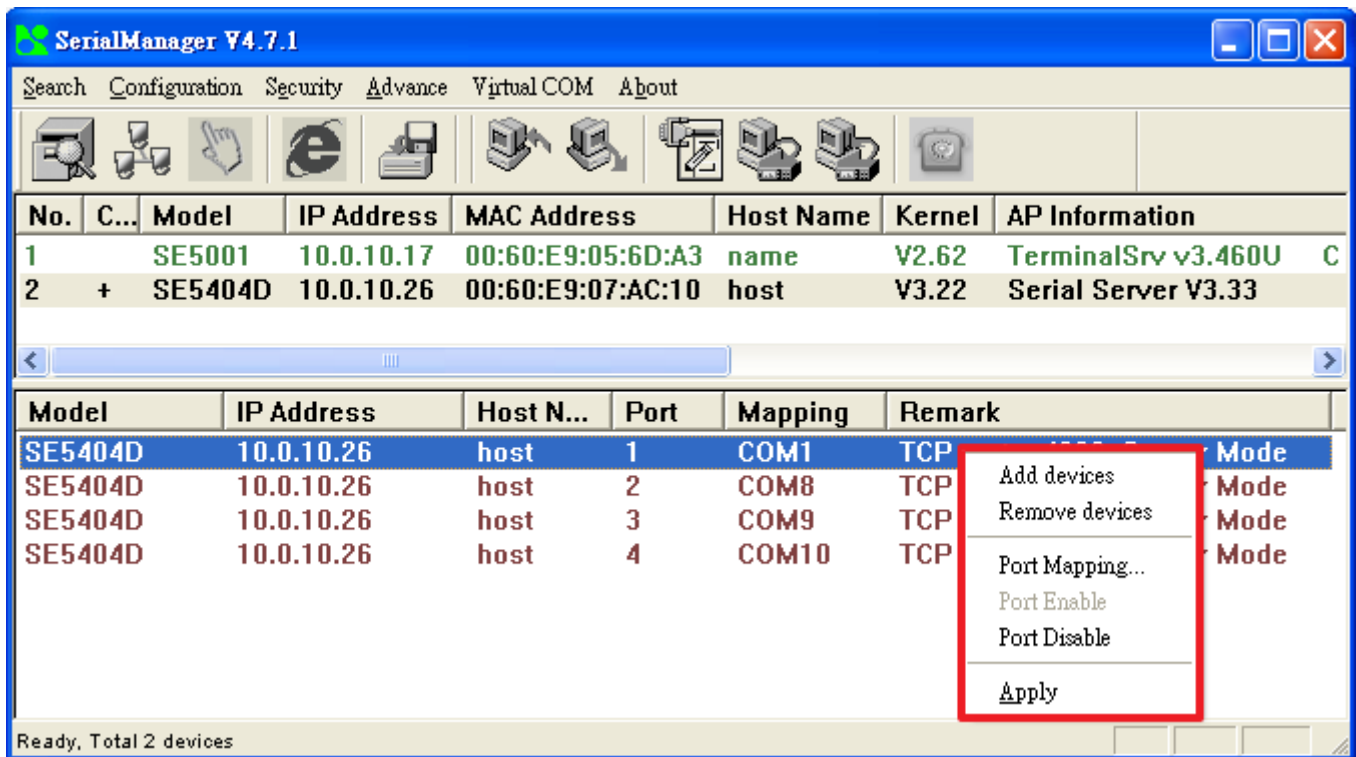 SerialManager V4.7.1
Search Configuration Security Advance Virtual COM About
No. C... Model IP Address MAC Address Host Name Kernel AP Information
1 SE5001 10.0.10.17 00:60:E9:05:6D:A3 name V2.62 TerminalSrv v3.460U C
2 + SE5404D 10.0.10.26 00:60:E9:07:AC:10 host V3.22 Serial Server V3.33
Model IP Address Host N... Port Mapping Remark
SE5404D 10.0.10.26 host 1 COM1 TCP Mode
SE5404D 10.0.10.26 host 2 COM8 TCP Mode
SE5404D 10.0.10.26 host 3 COM9 TCP Mode
SE5404D 10.0.10.26 host 4 COM10 TCP Mode
Add devices
Remove devices
Port Mapping...
Port Enable
Port Disable
Apply
Ready, Total 2 devices